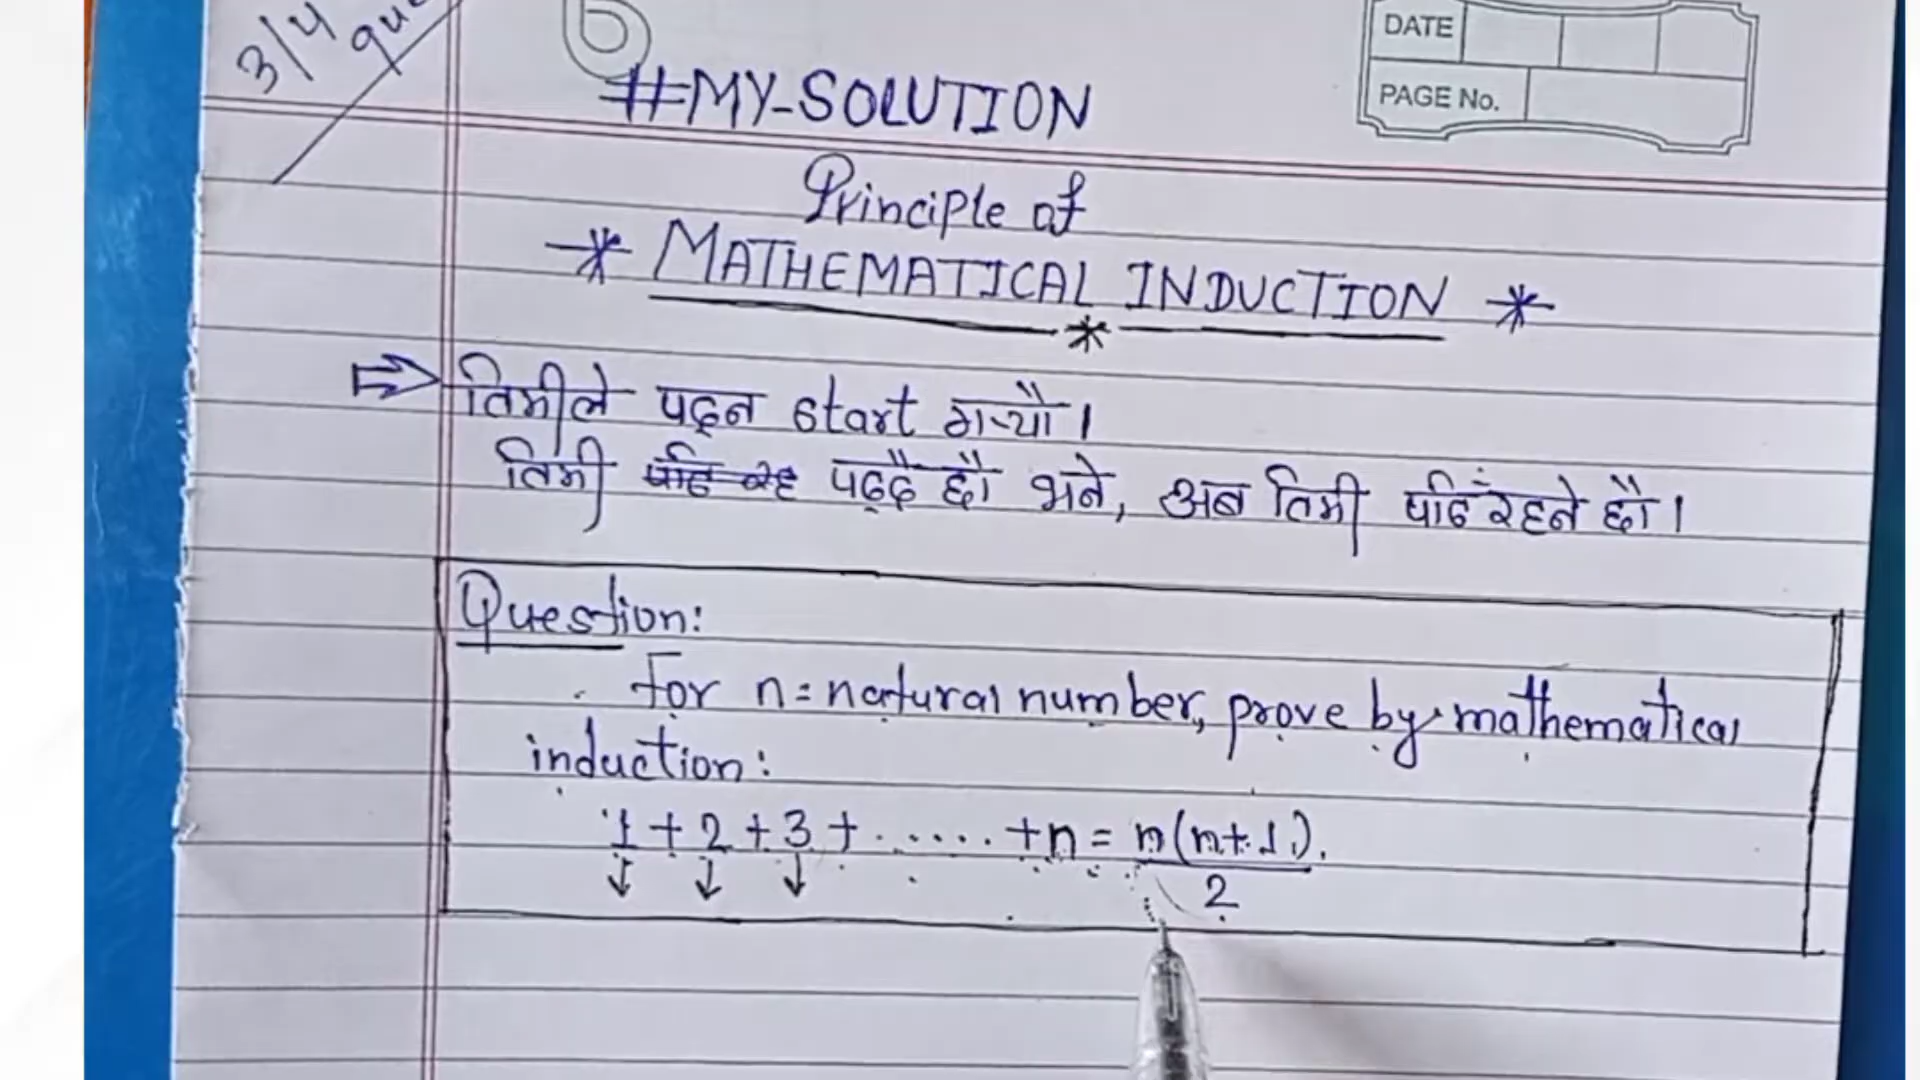 3/4
DATE
#MY-SOLUTION
PAGE No.
Principle of
* MATHEMATICAL INDUCTION *
*
⇒ तिमीले पढ्न start गर्‍यौ।
तिमी पढ्दै छौ भने, अब तिमी पढिरहने छौ।
Question:
For n = natural number, prove by mathematical
induction:
1 + 2 + 3 + ...... + n = n(n+1).
2